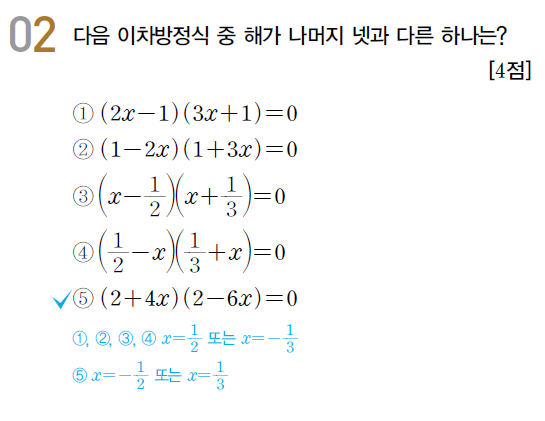 02 다음 이차방정식 중 해가 나머지 넷과 다른 하나는?
[4점]
① (2x−1)(3x+1)=0
② (1−2x)(1+3x)=0
③ (x−1/2)(x+1/3)=0
④ (1/2−x)(1/3+x)=0
✓⑤ (2+4x)(2−6x)=0
①, ②, ③, ④ x=1/2 또는 x=−1/3
⑤ x=−1/2 또는 x=1/3